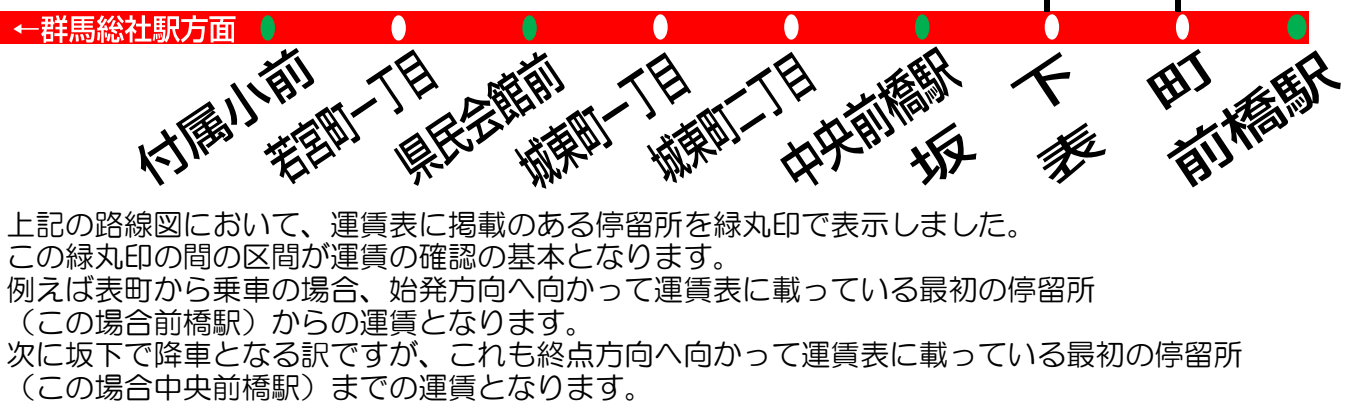 ←群馬総社駅方面
付属小前
若宮町一丁目
県民会館前
城東町一丁目
城東町二丁目
中央前橋駅
坂下
表町
前橋駅
上記の路線図において、運賃表に掲載のある停留所を緑丸印で表示しました。
この緑丸印の間の区間が運賃の確認の基本となります。
例えば表町から乗車の場合、始発方向へ向かって運賃表に載っている最初の停留所
（この場合前橋駅）からの運賃となります。
次に坂下で降車となる訳ですが、これも終点方向へ向かって運賃表に載っている最初の停留所
（この場合中央前橋駅）までの運賃となります。